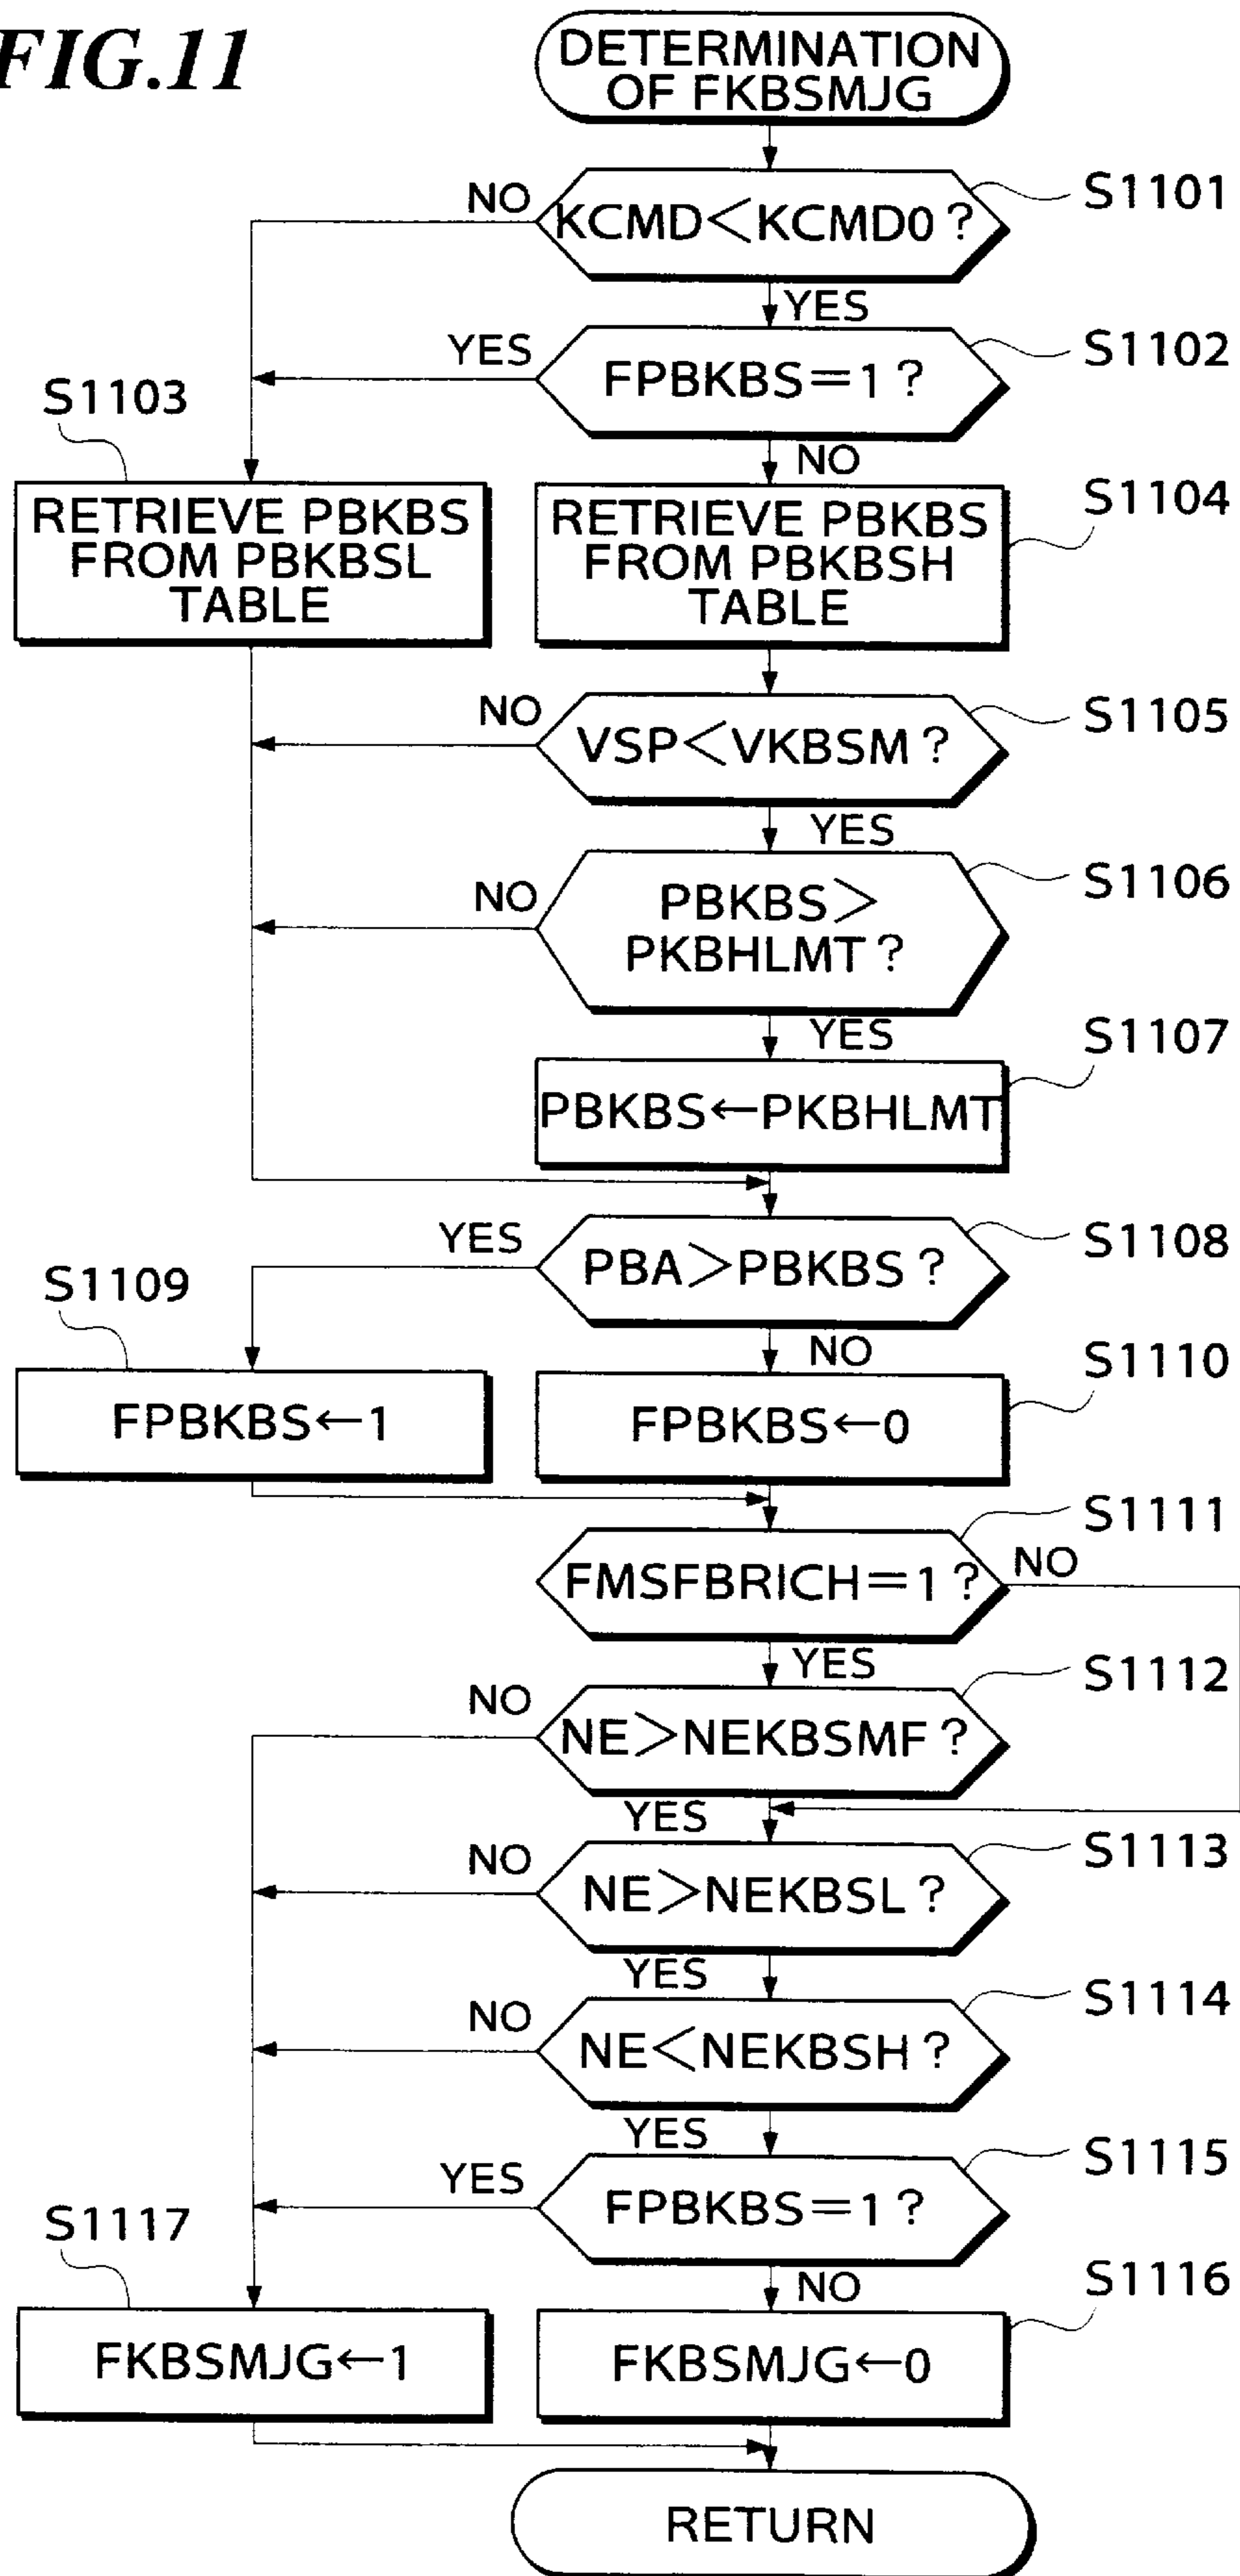 FIG.11
DETERMINATION
OF FKBSMJG
S1101
NO
KCMD<KCMD0?
YES
S1102
YES
FPBKBS=1?
S1103
NO
S1104
RETRIEVE PBKBS
FROM PBKBSL
TABLE
RETRIEVE PBKBS
FROM PBKBSH
TABLE
S1105
NO
VSP<VKBSM?
YES
S1106
NO
PBKBS>
PKBHLMT?
YES
S1107
PBKBS←PKBHLMT
S1108
YES
PBA>PBKBS?
S1109
NO
S1110
FPBKBS←1
FPBKBS←0
S1111
FMSFBRICH=1?
NO
YES
S1112
NO
NE>NEKBSMF?
YES
S1113
NO
NE>NEKBSL?
YES
S1114
NO
NE<NEKBSH?
YES
S1115
YES
FPBKBS=1?
S1117
NO
S1116
FKBSMJG←1
FKBSMJG←0
RETURN